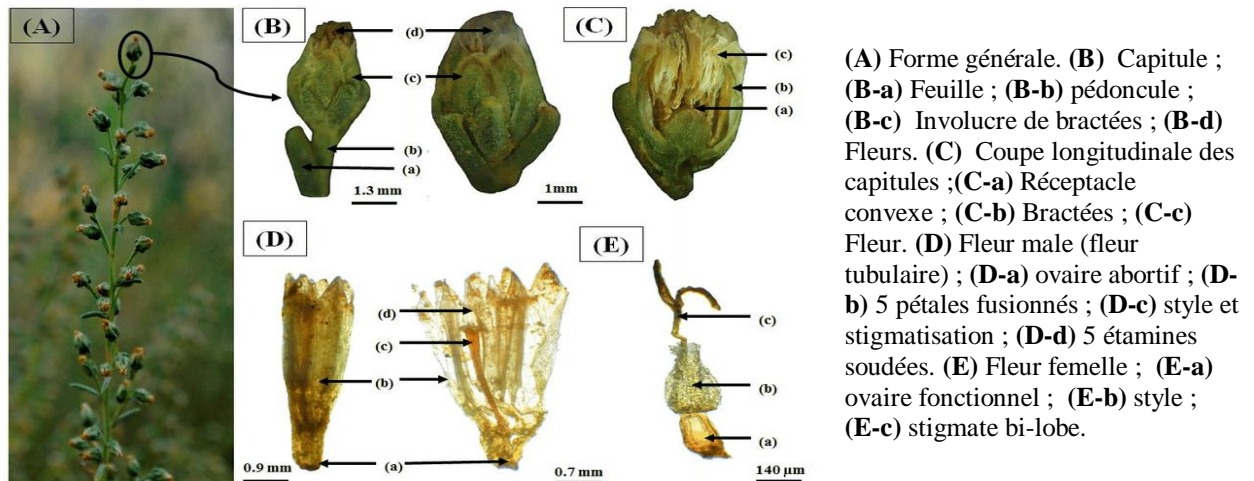 (A)
(B)
(d)
(c)
(b)
(a)
1.3 mm
1mm
(C)
(c)
(b)
(a)
(D)
(d)
(c)
(b)
(a)
0.9 mm
0.7 mm
(E)
(c)
(b)
(a)
140 µm
(A) Forme générale. (B) Capitule ;
(B-a) Feuille ; (B-b) pédoncule ;
(B-c) Involucre de bractées ; (B-d)
Fleurs. (C) Coupe longitudinale des
capitules ;(C-a) Réceptacle
convexe ; (C-b) Bractées ; (C-c)
Fleur. (D) Fleur male (fleur
tubulaire) ; (D-a) ovaire abortif ; (D-
b) 5 pétales fusionnés ; (D-c) style et
stigmatisation ; (D-d) 5 étamines
soudées. (E) Fleur femelle ; (E-a)
ovaire fonctionnel ; (E-b) style ;
(E-c) stigmate bi-lobe.